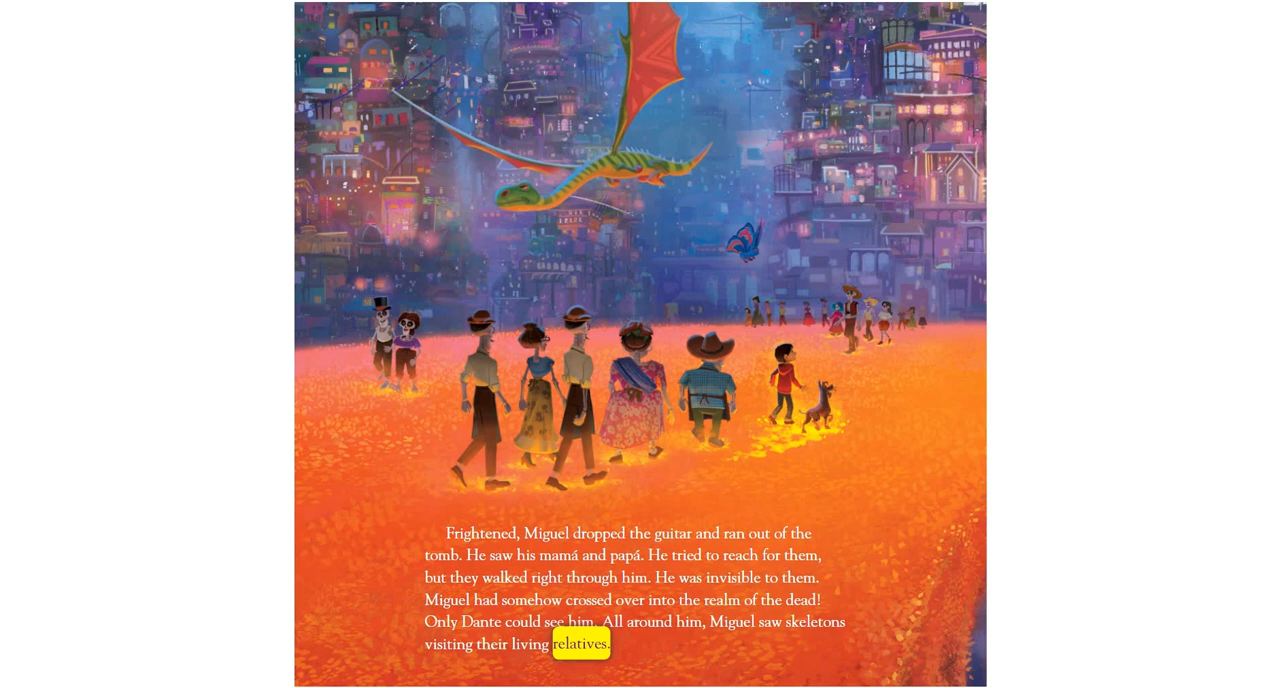 Frightened, Miguel dropped the guitar and ran out of the
tomb. He saw his mamá and papá. He tried to reach for them,
but they walked right through him. He was invisible to them.
Miguel had somehow crossed over into the realm of the dead!
Only Dante could see him. All around him, Miguel saw skeletons
visiting their living relatives.